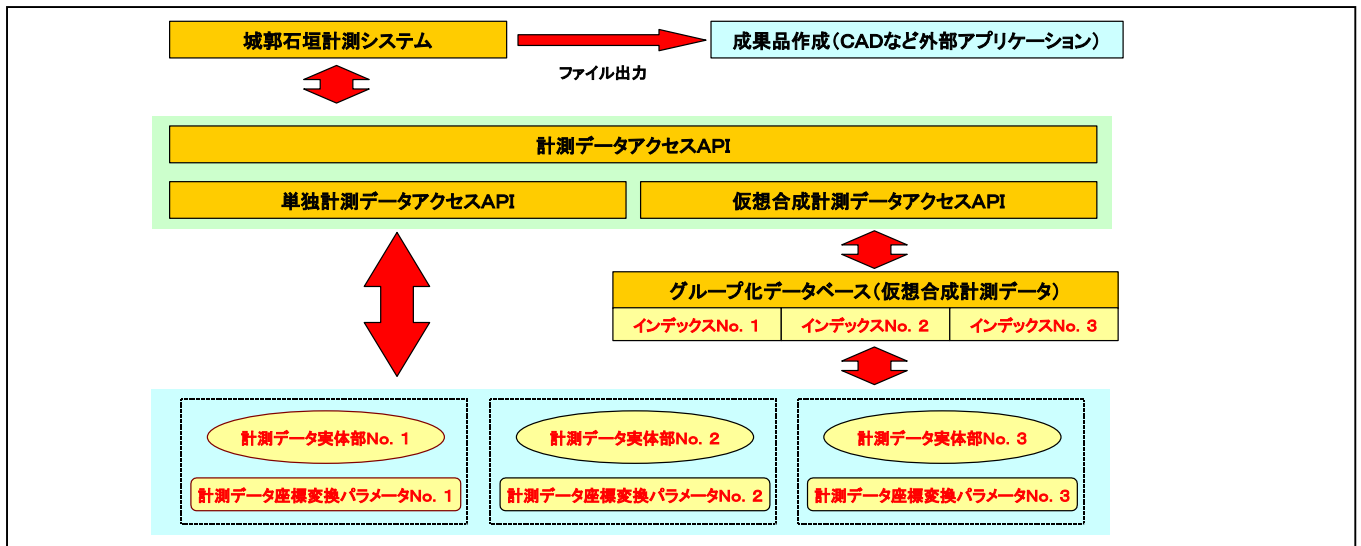 城郭石垣計測システム
成果品作成（CADなど外部アプリケーション）
ファイル出力
計測データアクセスAPI
単独計測データアクセスAPI
仮想合成計測データアクセスAPI
グループ化データベース（仮想合成計測データ）
インデックスNo. 1
インデックスNo. 2
インデックスNo. 3
計測データ実体部No. 1
計測データ実体部No. 2
計測データ実体部No. 3
計測データ座標変換パラメータNo. 1
計測データ座標変換パラメータNo. 2
計測データ座標変換パラメータNo. 3